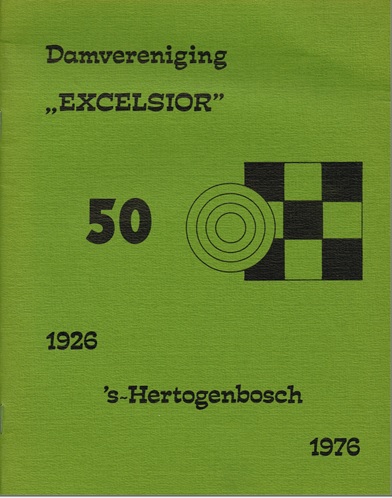 Damvereniging
„EXCELSIOR”
50
1926
's-Hertogenbosch
1976